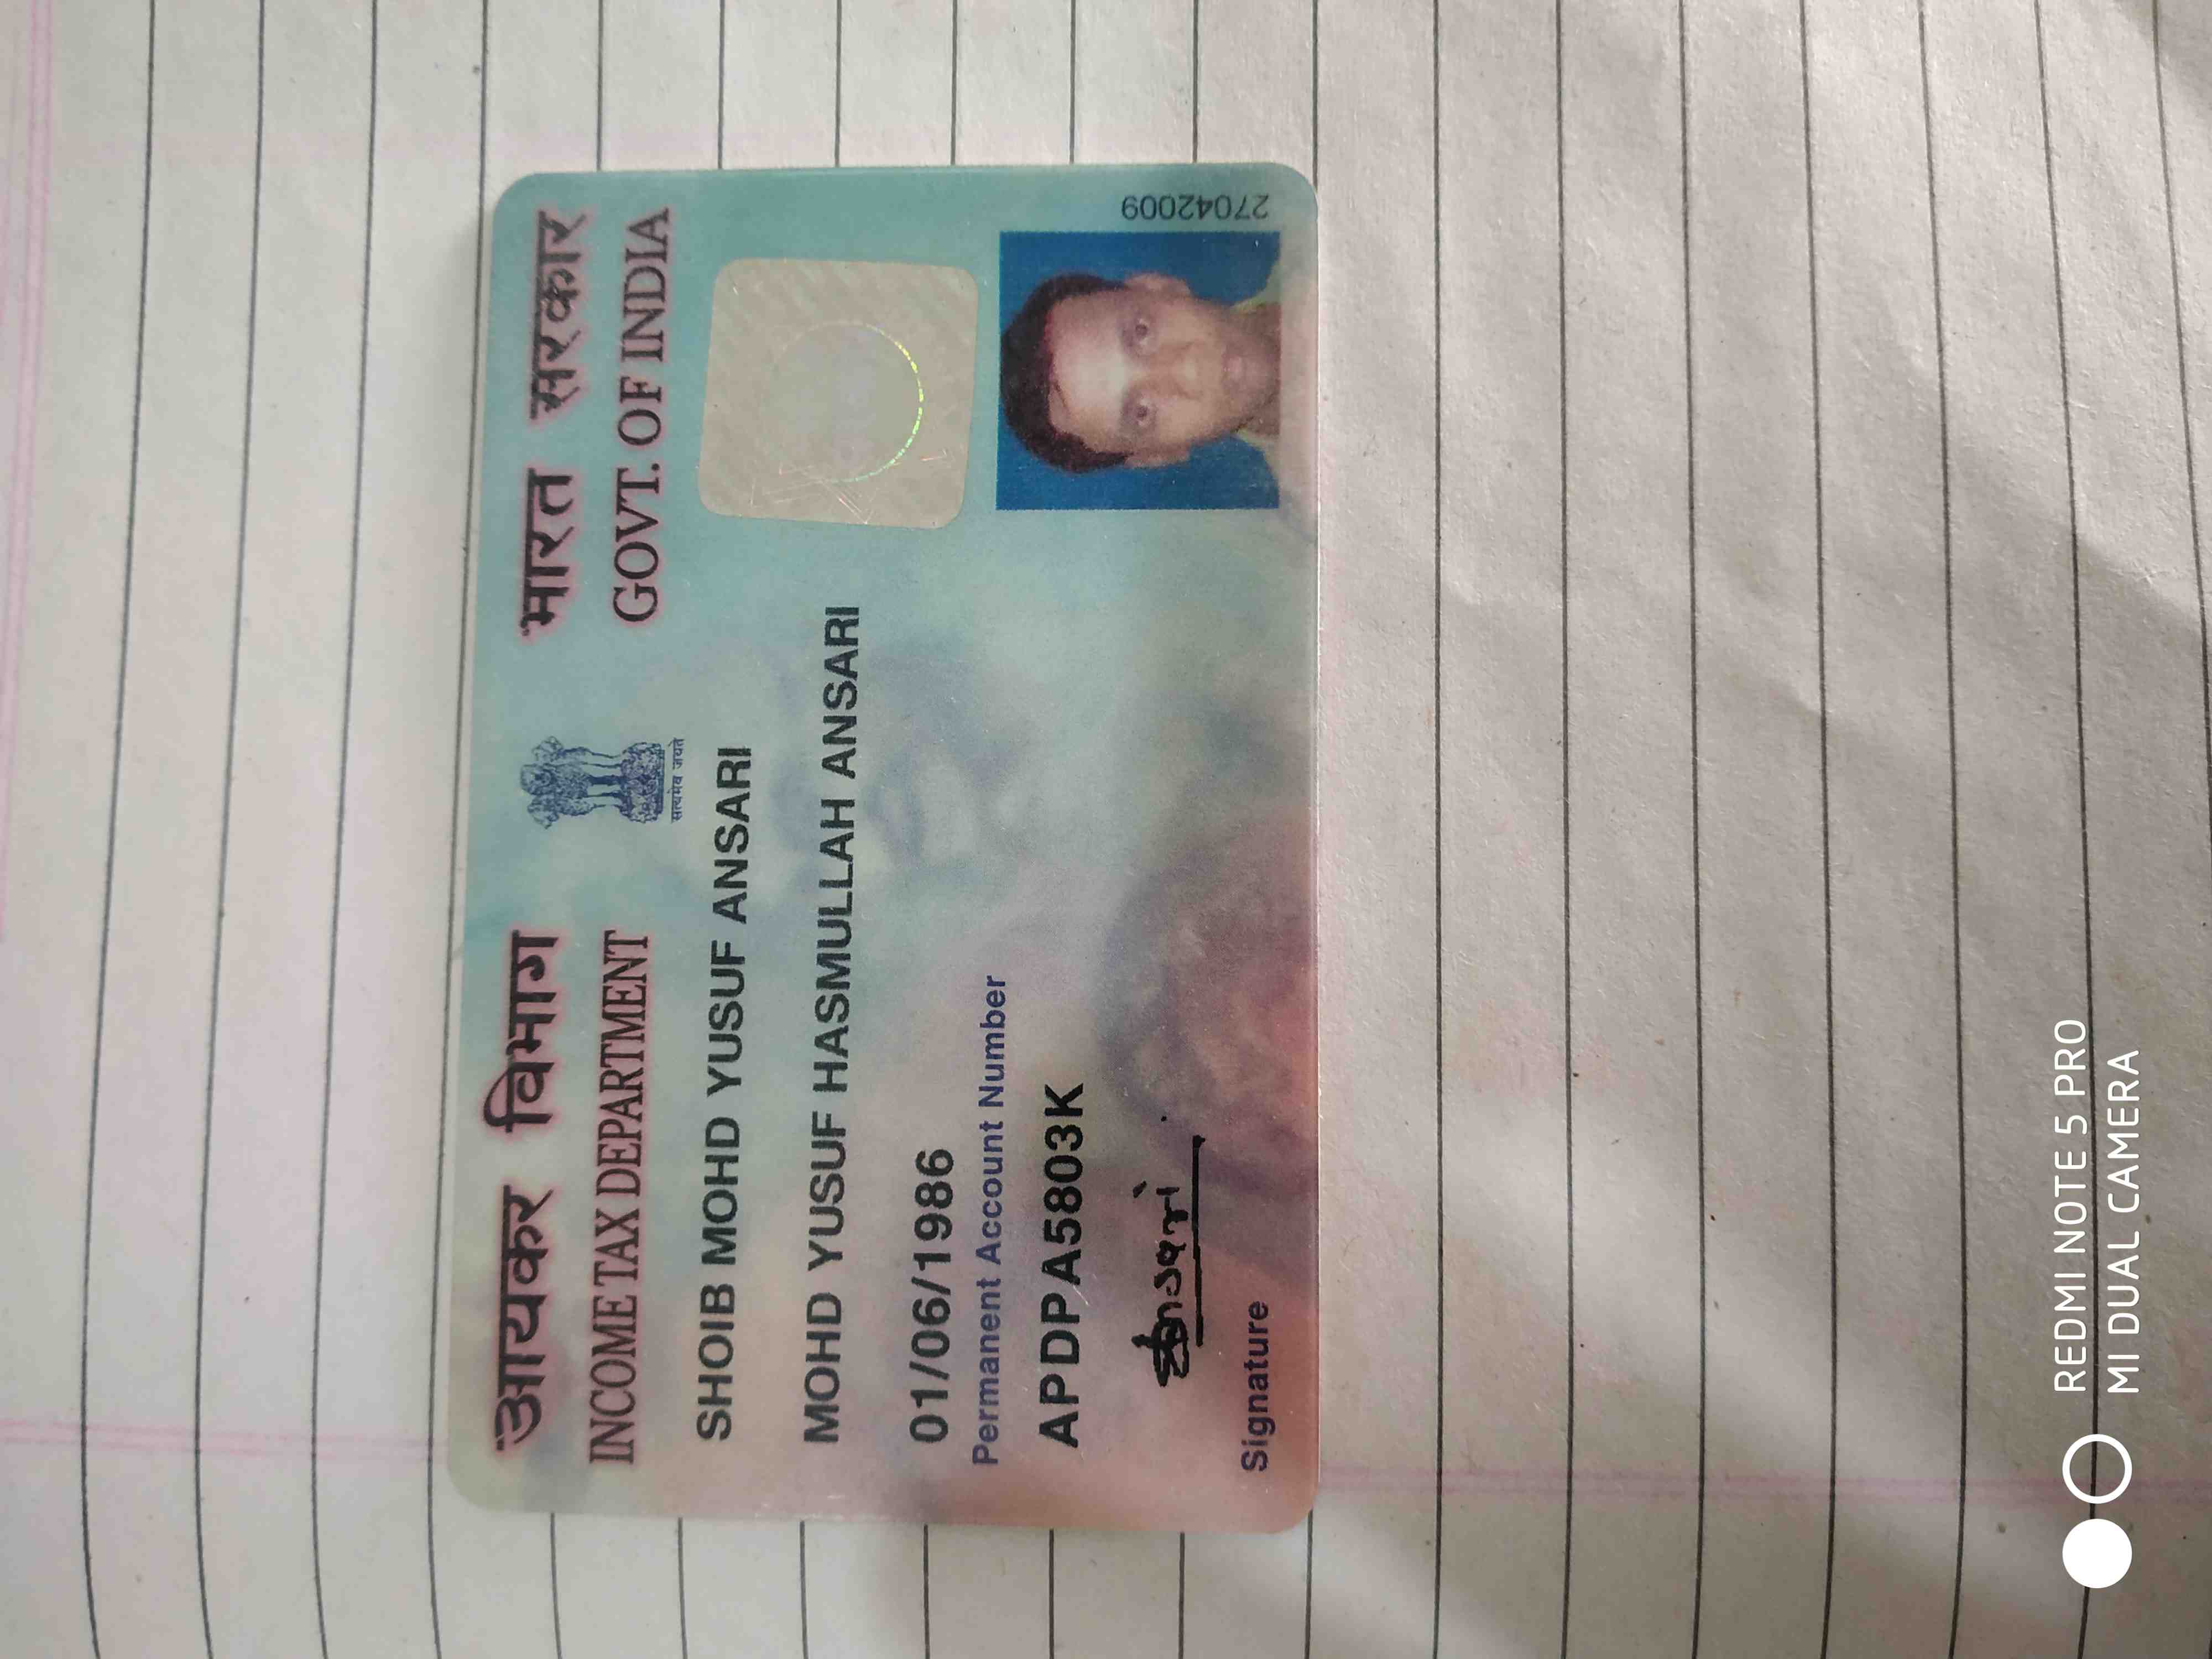 आयकर विभाग
INCOME TAX DEPARTMENT
सत्यमेव जयते
भारत सरकार
GOVT. OF INDIA
SHOIB MOHD YUSUF ANSARI
MOHD YUSUF HASMULLAH ANSARI
01/06/1986
Permanent Account Number
APDPA5803K
Ansari
Signature
27042009
REDMI NOTE 5 PRO
MI DUAL CAMERA